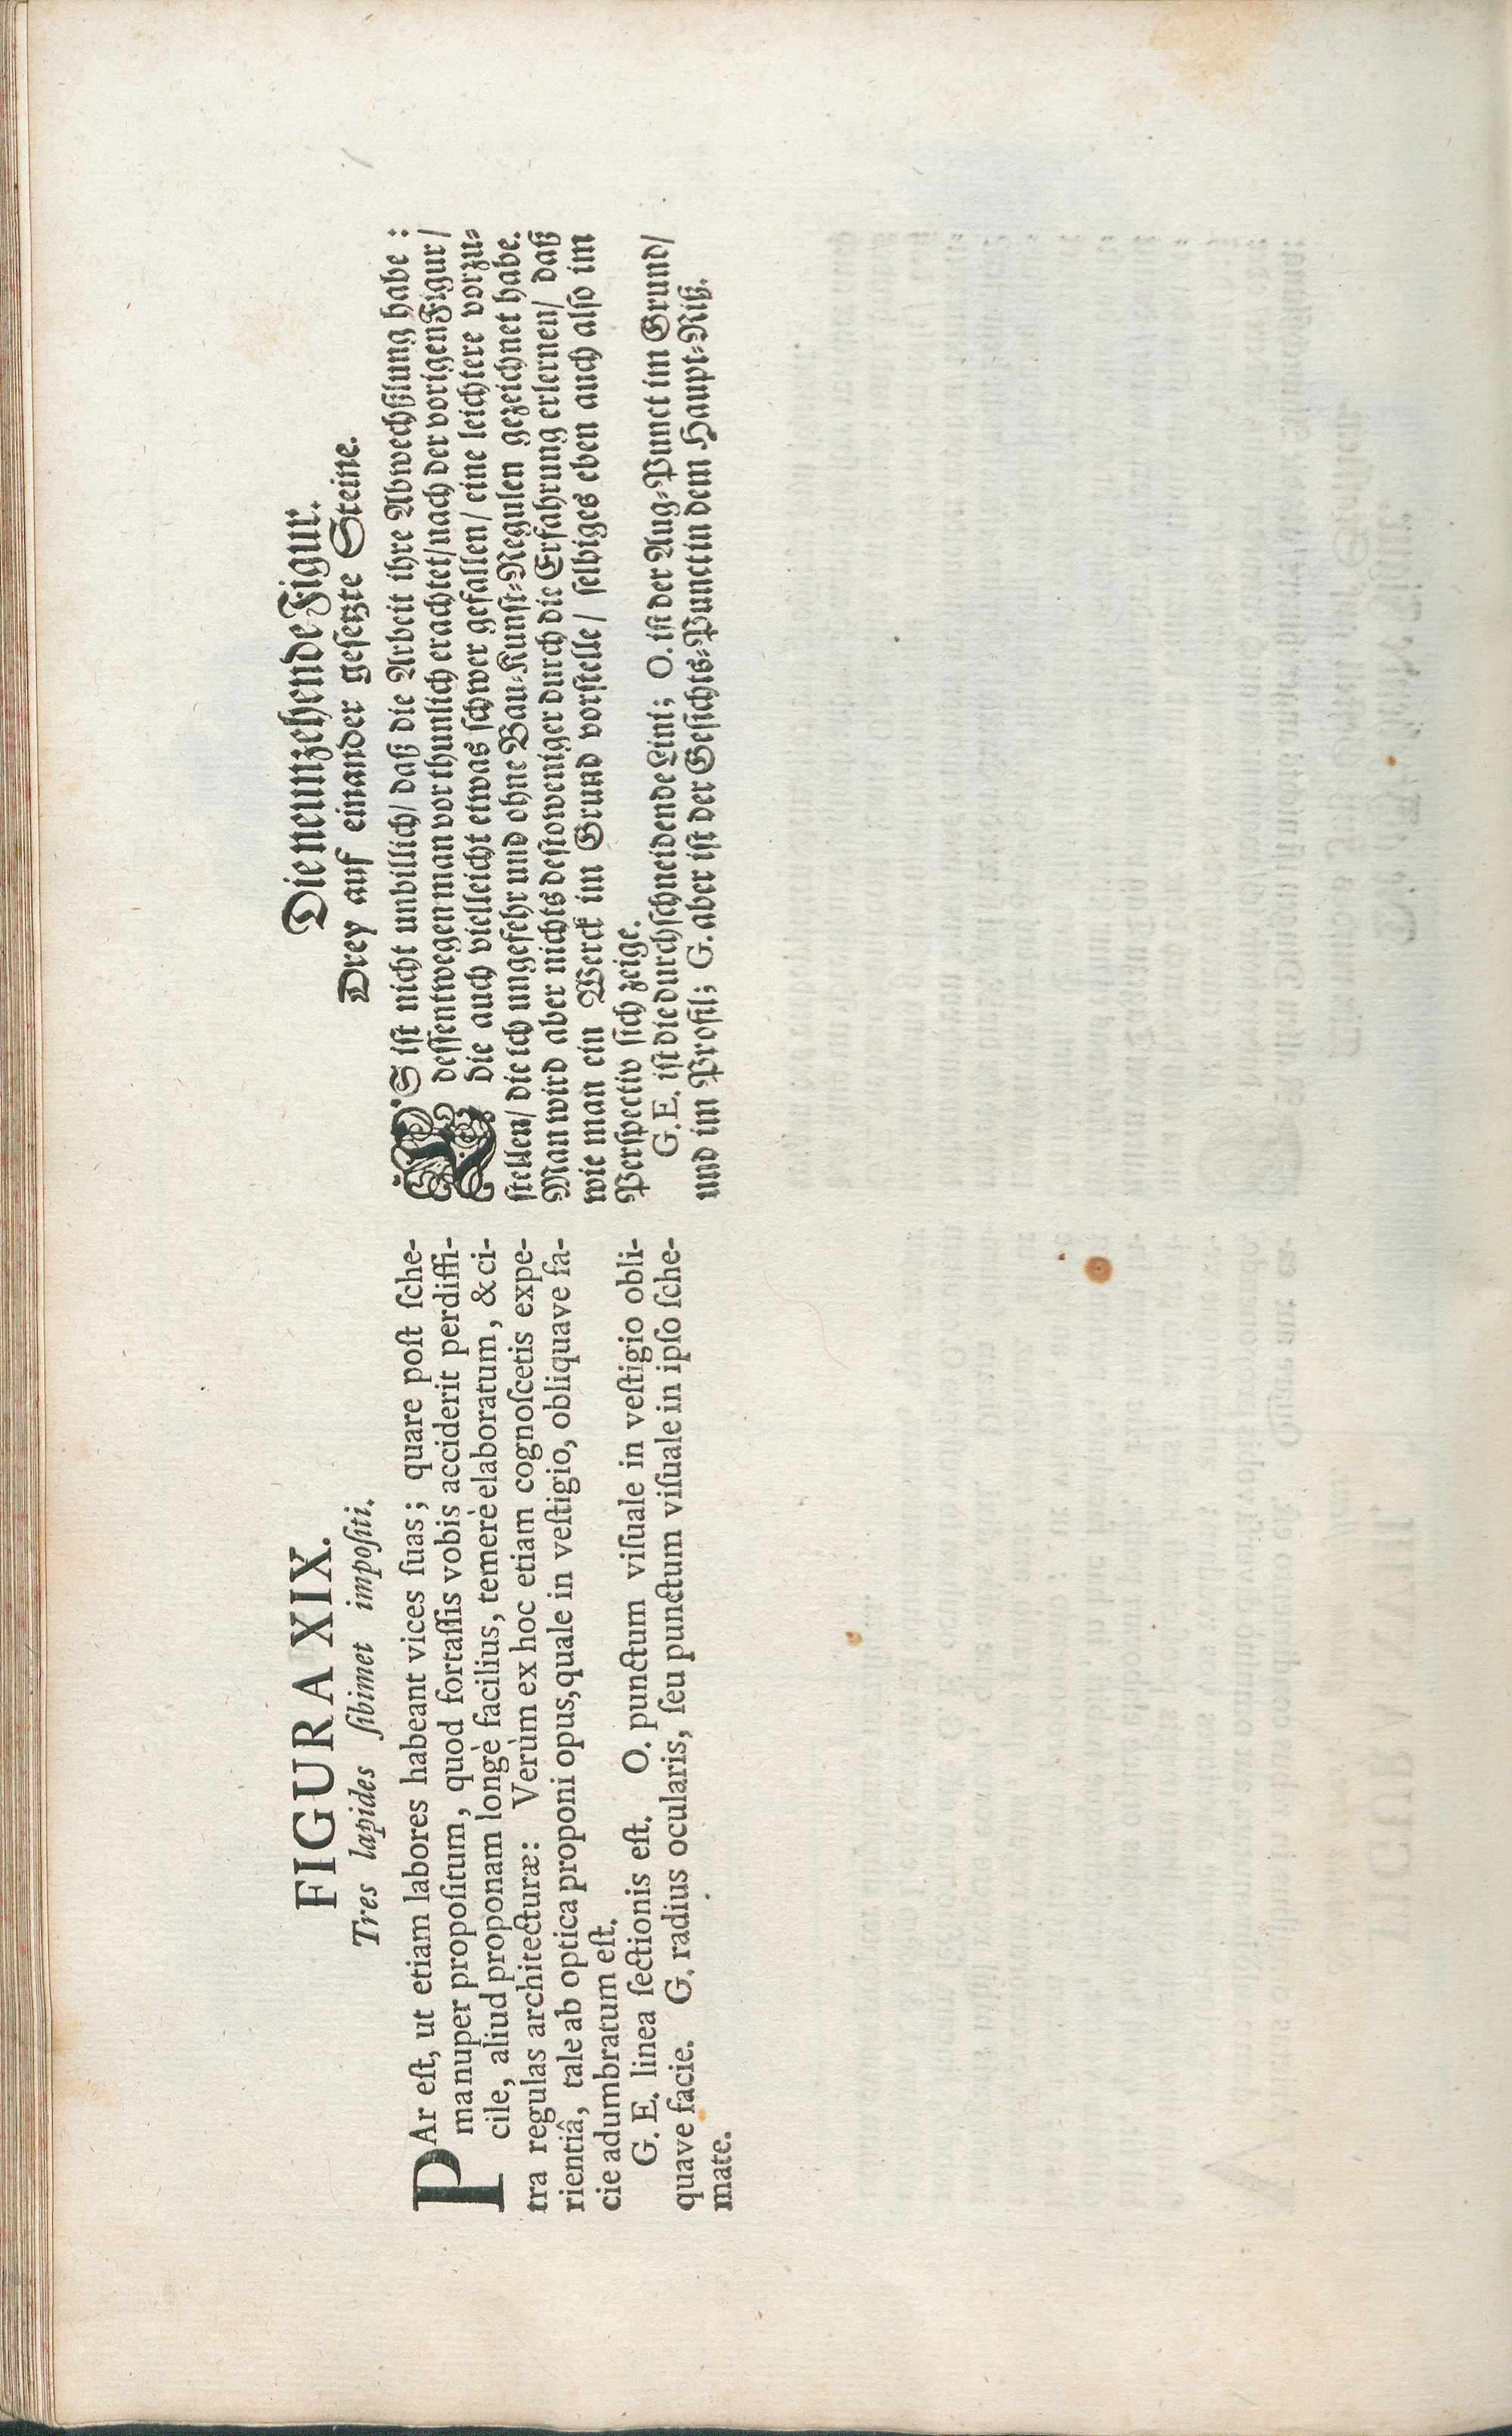 FIGURA XIX.
Tres lapides ſibimet impoſiti.
PAr eſt, ut etiam labores habeant vices ſuas; quare poſt ſche-
manuper propoſitum, quod fortaſſis vobis acciderit perdiffi-
cile, aliud proponam longè facilius, temerè elaboratum, & ci-
tra regulas architecturæ: Verùm ex hoc etiam cognoſcetis expe-
rientiâ, tale ab optica proponi opus, quale in veſtigio, obliquave fa-
cie adumbratum eſt.
G. E. linea ſectionis eſt. O. punctum viſuale in veſtigio obli-
quave facie. G. radius ocularis, ſeu punctum viſuale in ipſo ſche-
mate.
Die neunzehende Figur.
Drey auf einander geſetzte Steine.
ES iſt nicht unbillich/ daß die Arbeit ihre Abwechßlung habe:
deſſentwegen man vor thunlich erachtet/ nach der vorigen Figur/
die auch vielleicht etwas ſchwer gefallen/ eine leichtere vorzu-
ſtellen/ die ich ungefehr und ohne Bau-Kunſt-Regulen gezeichnet habe.
Man wird aber nichts deſtoweniger durch die Erfahrung erlernen/ daß
wie man ein Werck im Grund vorſtelle/ ſelbiges eben auch alſo im
Perſpectiv ſich zeige.
G. E. iſt die durchſchneidende Lini; O. iſt der Aug-Punct im Grund/
und im Profil; G. aber iſt der Geſichts-Punct in dem Haupt-Riß.